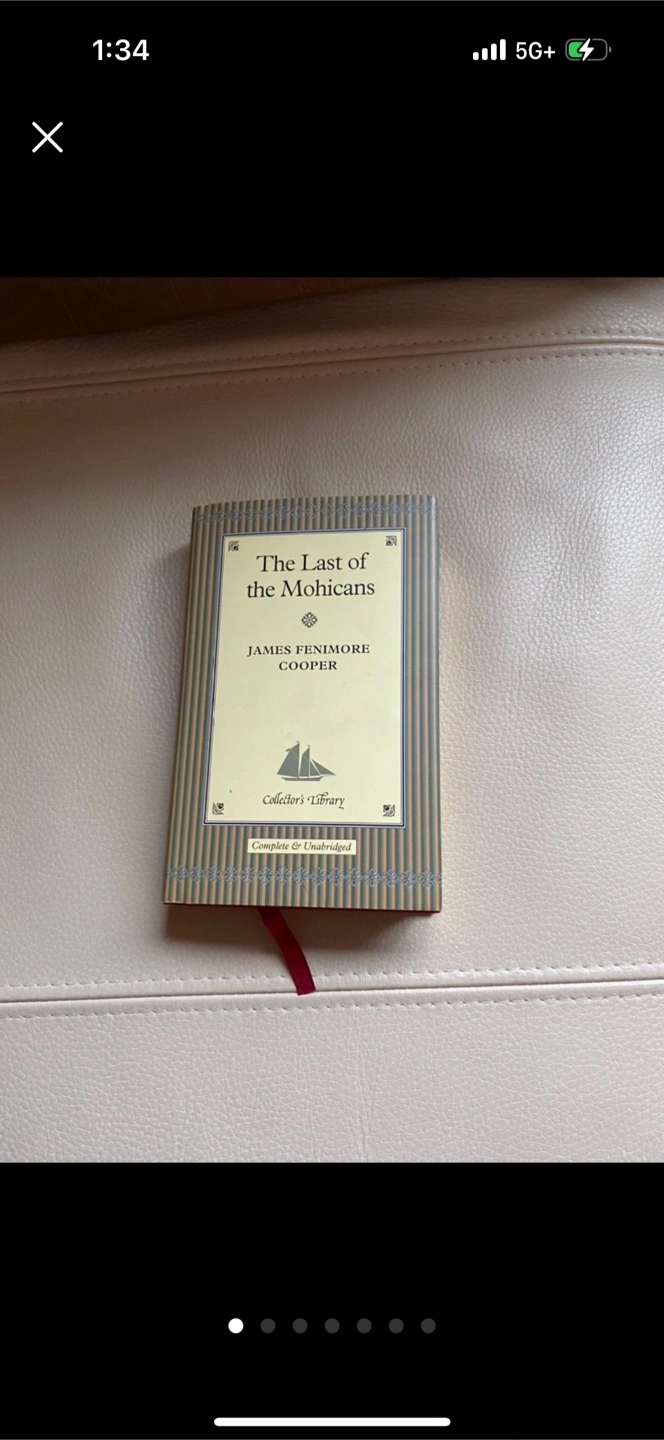 1:34
5G+
The Last of
the Mohicans
JAMES FENIMORE
COOPER
Collector's Library
Complete & Unabridged